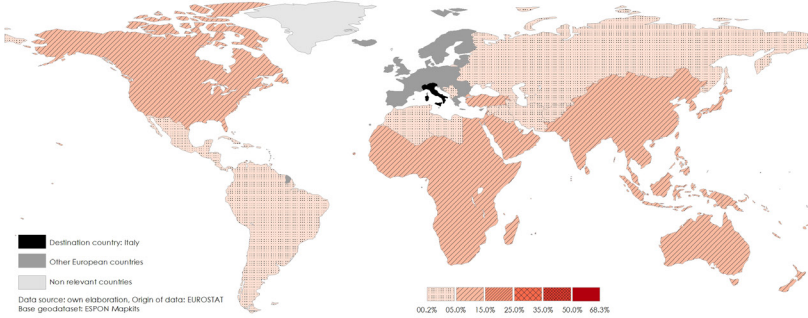 Destination country: Italy
Other European countries
Non relevant countries
Data source: own elaboration, Origin of data: EUROSTAT
Base geodataset: ESPON Mapkits
00.2% 05.0% 15.0% 25.0% 35.0% 50.0% 68.3%